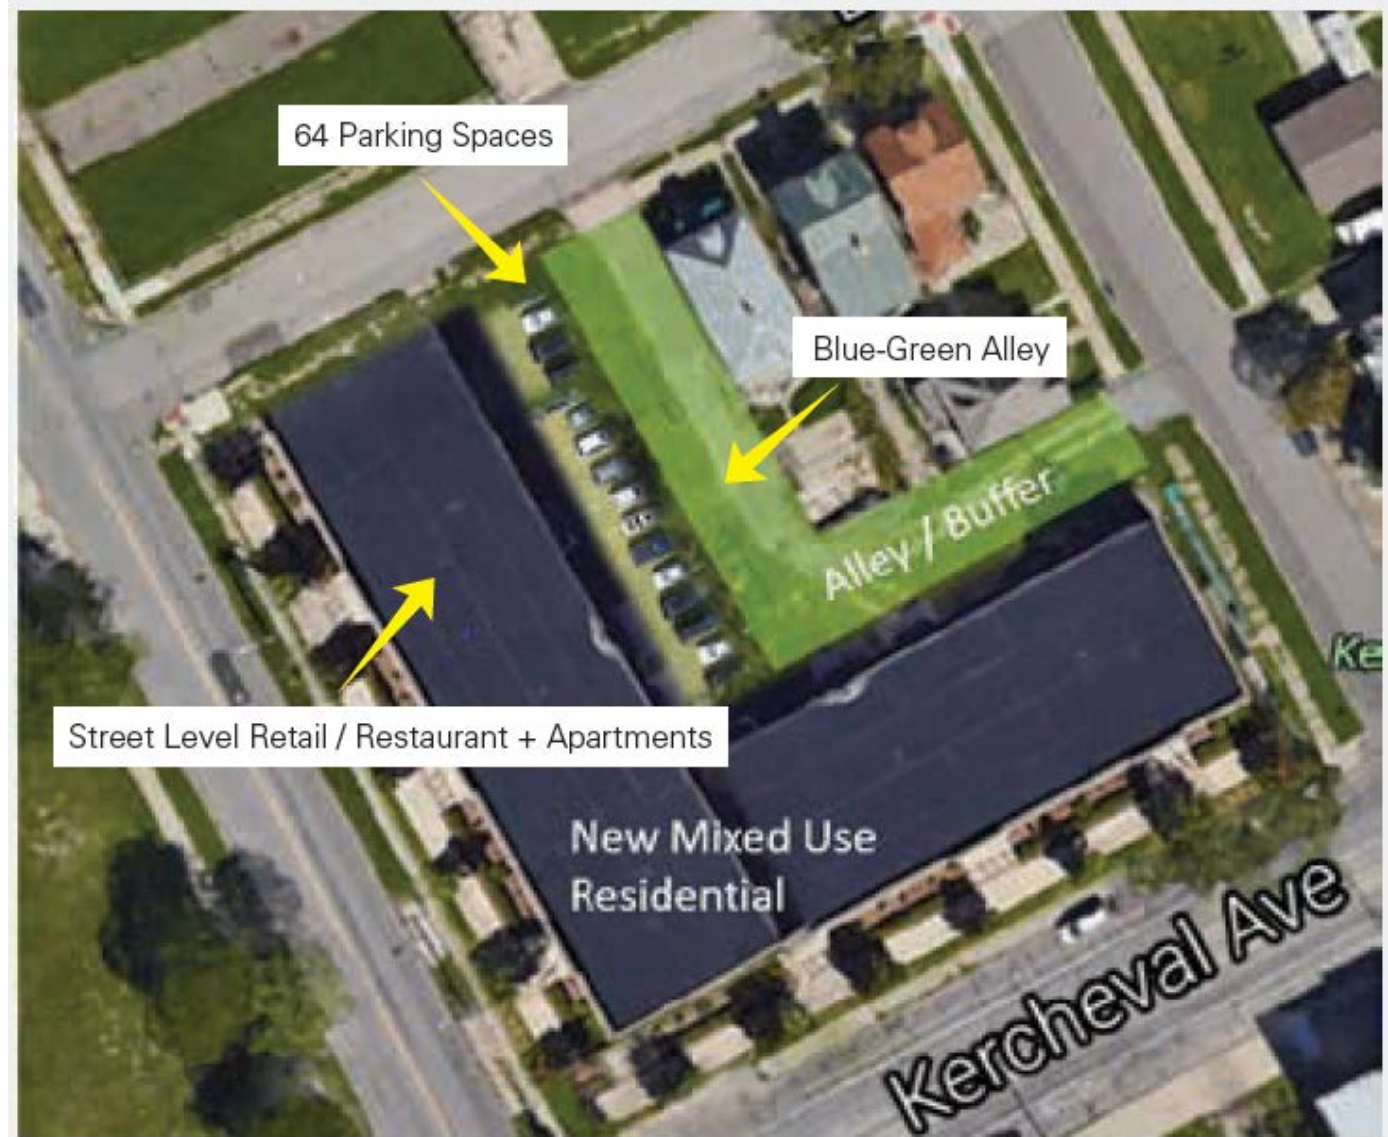 64 Parking Spaces
Blue-Green Alley
Alley / Buffer
Ke
Street Level Retail / Restaurant + Apartments
New Mixed Use
Residential
Kercheval Ave